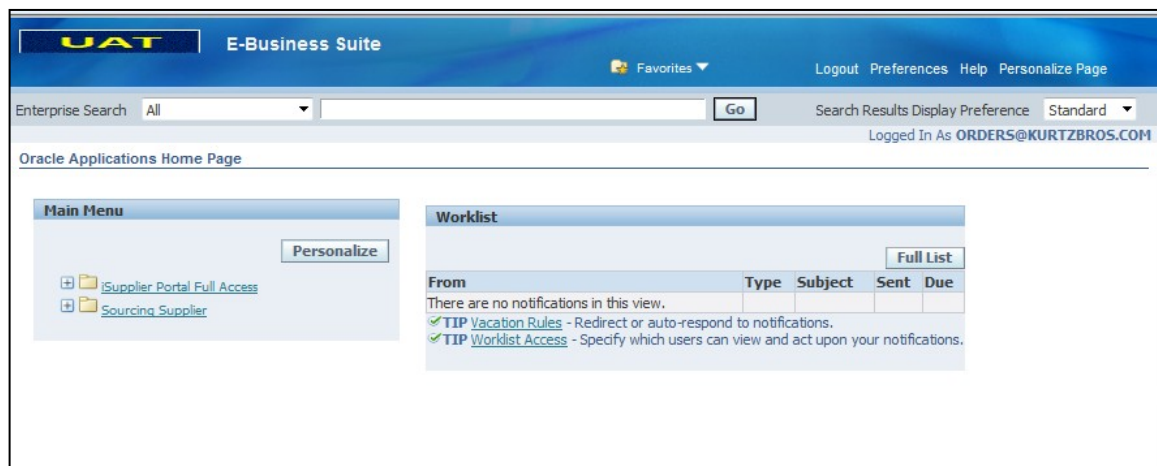 UAT E-Business Suite
Favorites Logout Preferences Help Personalize Page
Enterprise Search All Go Search Results Display Preference Standard
Logged In As ORDERS@KURTZBROS.COM
Oracle Applications Home Page
Main Menu
Personalize
iSupplier Portal Full Access
Sourcing Supplier
Worklist
Full List
From Type Subject Sent Due
There are no notifications in this view.
TIP Vacation Rules - Redirect or auto-respond to notifications.
TIP Worklist Access - Specify which users can view and act upon your notifications.